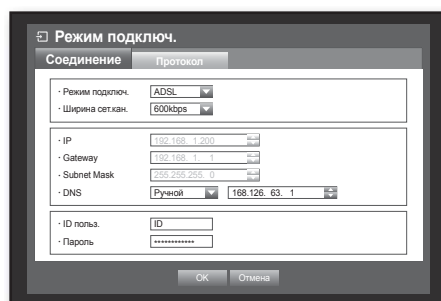 Режим подключ.
Соединение Протокол
· Режим подключ. ADSL
· Ширина сет.кан. 600kbps
· IP 192.168. 1.200
· Gateway 192.168. 1. 1
· Subnet Mask 255.255.255. 0
· DNS Ручной 168.126. 63. 1
· ID польз. ID
· Пароль ************
OK Отмена